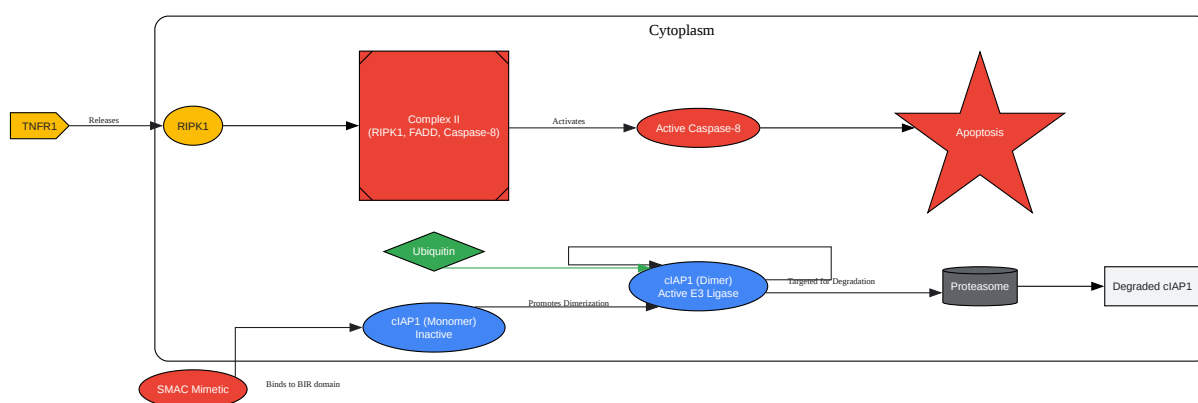 Cytoplasm
TNFR1
Releases
RIPK1
Complex II
(RIPK1, FADD, Caspase-8)
Activates
Active Caspase-8
Apoptosis
Ubiquitin
cIAP1 (Dimer)
Active E3 Ligase
Targeted for Degradation
Proteasome
Degraded cIAP1
Promotes Dimerization
cIAP1 (Monomer)
Inactive
SMAC Mimetic
Binds to BIR domain